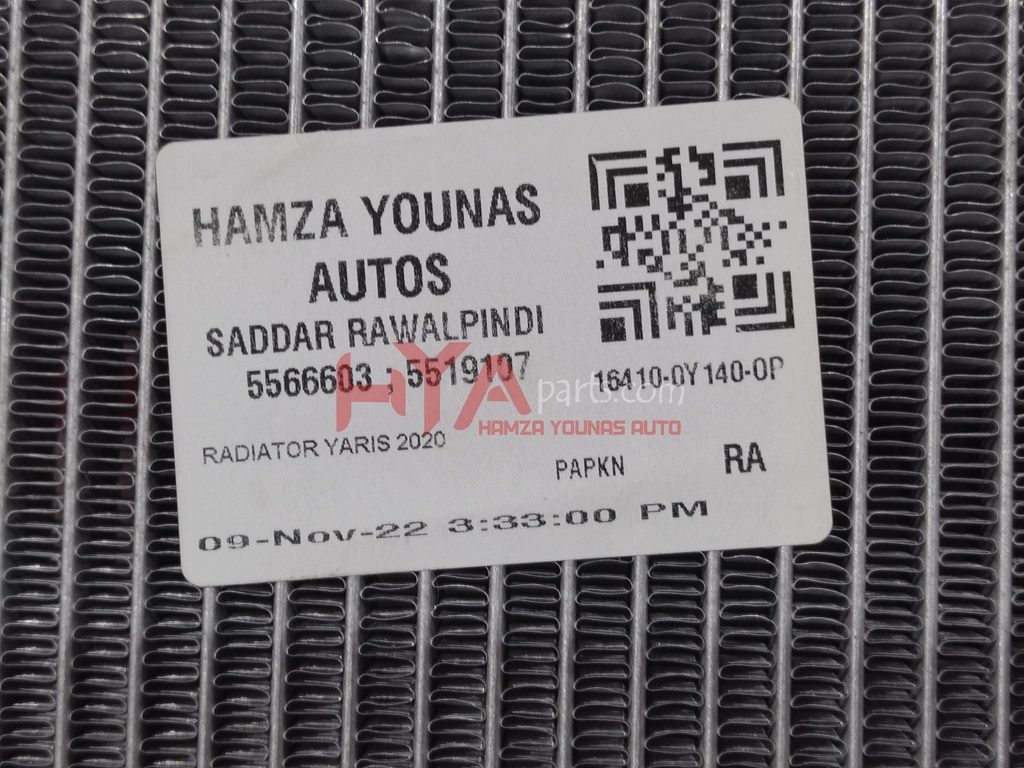 HAMZA YOUNAS
AUTOS
SADDAR RAWALPINDI
5566603 ; 5519107
16410-0Y140-0P
HYA parts.com
HAMZA YOUNAS AUTO
RADIATOR YARIS 2020
PAPKN
RA
09-Nov-22 3:33:00 PM